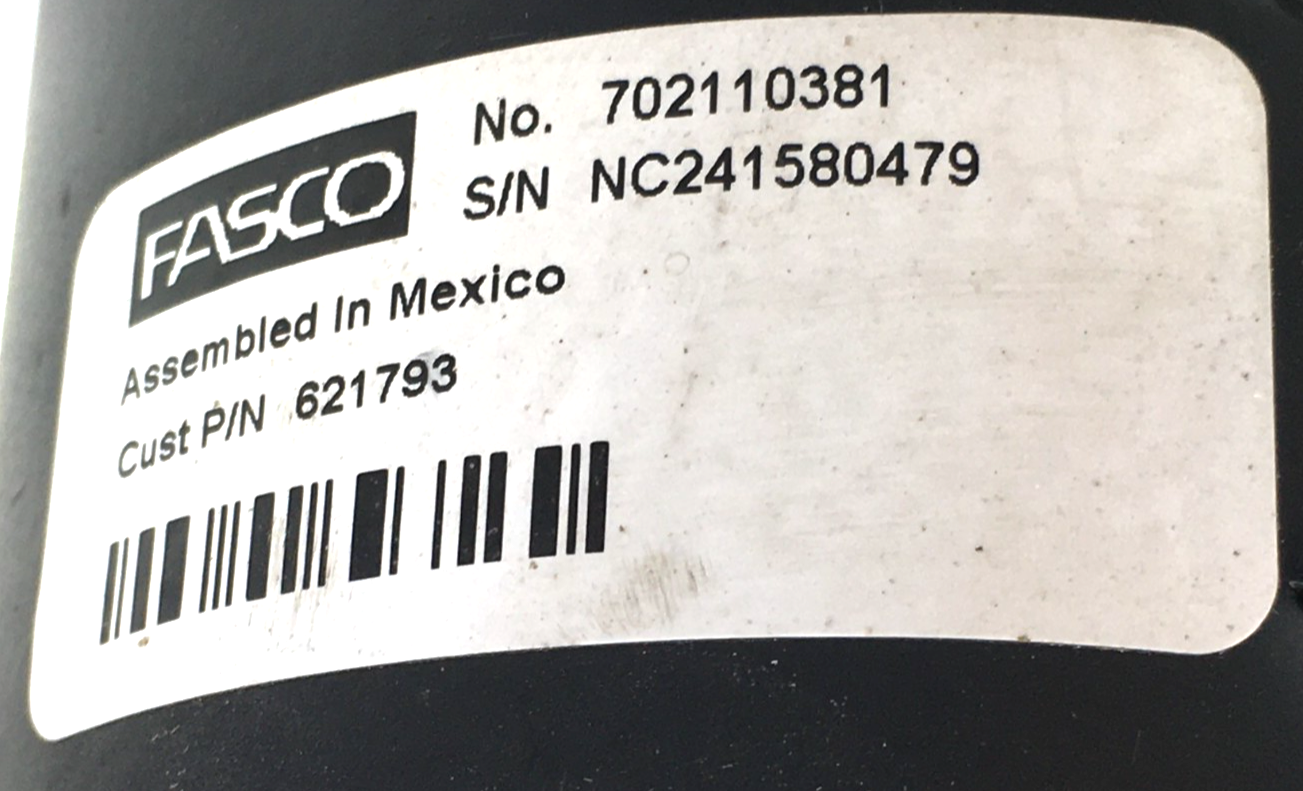 FASCO
No. 702110381
S/N NC241580479
Assembled In Mexico
Cust P/N 621793